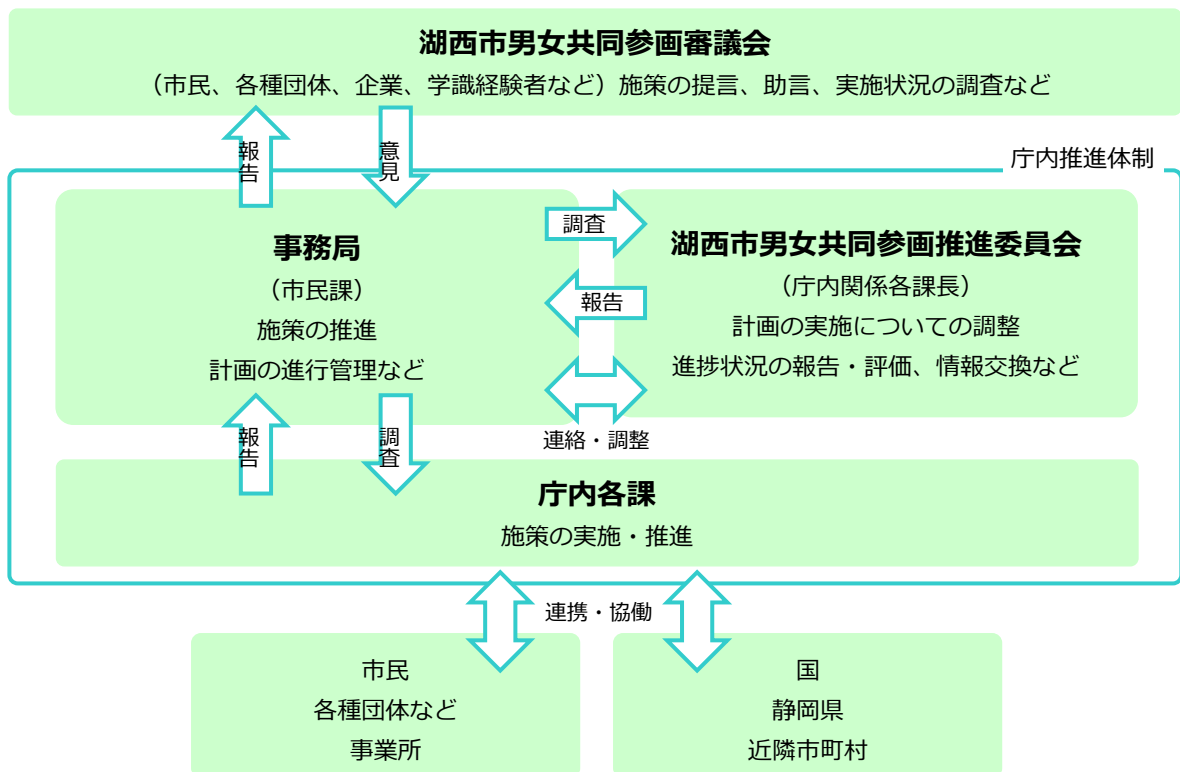 湖西市男女共同参画審議会
（市民、各種団体、企業、学識経験者など）施策の提言、助言、実施状況の調査など
報告
意見
庁内推進体制
事務局
（市民課）
施策の推進
計画の進行管理など
調査
報告
連絡・調整
湖西市男女共同参画推進委員会
（庁内関係各課長）
計画の実施についての調整
進捗状況の報告・評価、情報交換など
報告
調査
庁内各課
施策の実施・推進
連携・協働
市民
各種団体など
事業所
国
静岡県
近隣市町村